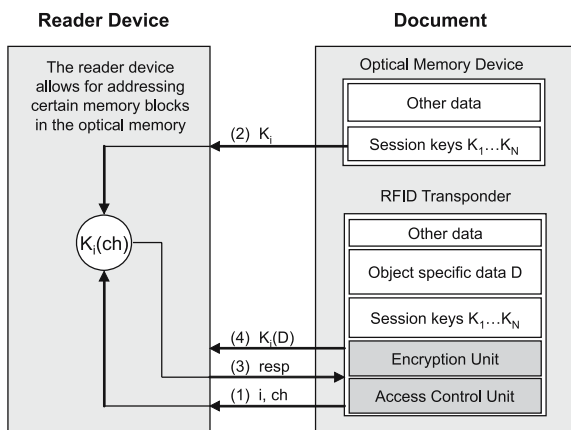 Reader Device
Document
The reader device
allows for addressing
certain memory blocks
in the optical memory
Optical Memory Device
Other data
Session keys K₁…K_N
(2) Kᵢ
RFID Transponder
Other data
Object specific data D
Session keys K₁…K_N
Encryption Unit
Access Control Unit
Kᵢ(ch)
(4) Kᵢ(D)
(3) resp
(1) i, ch